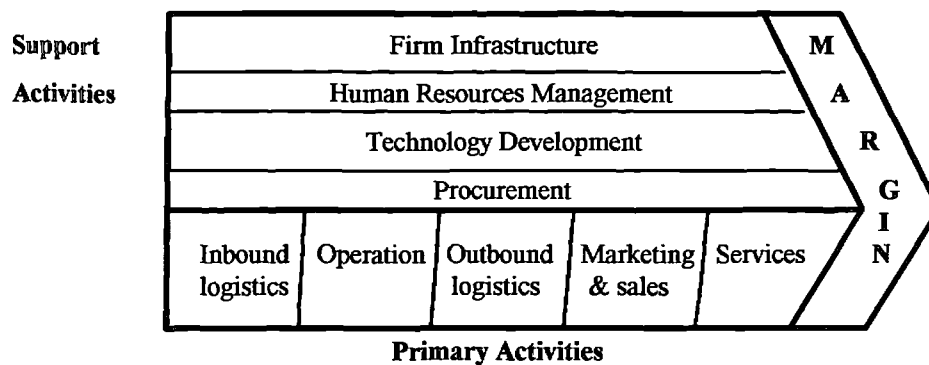 Support
Activities
Firm Infrastructure
Human Resources Management
Technology Development
Procurement
Inbound
logistics
Operation
Outbound
logistics
Marketing
& sales
Services
M
A
R
G
I
N
Primary Activities